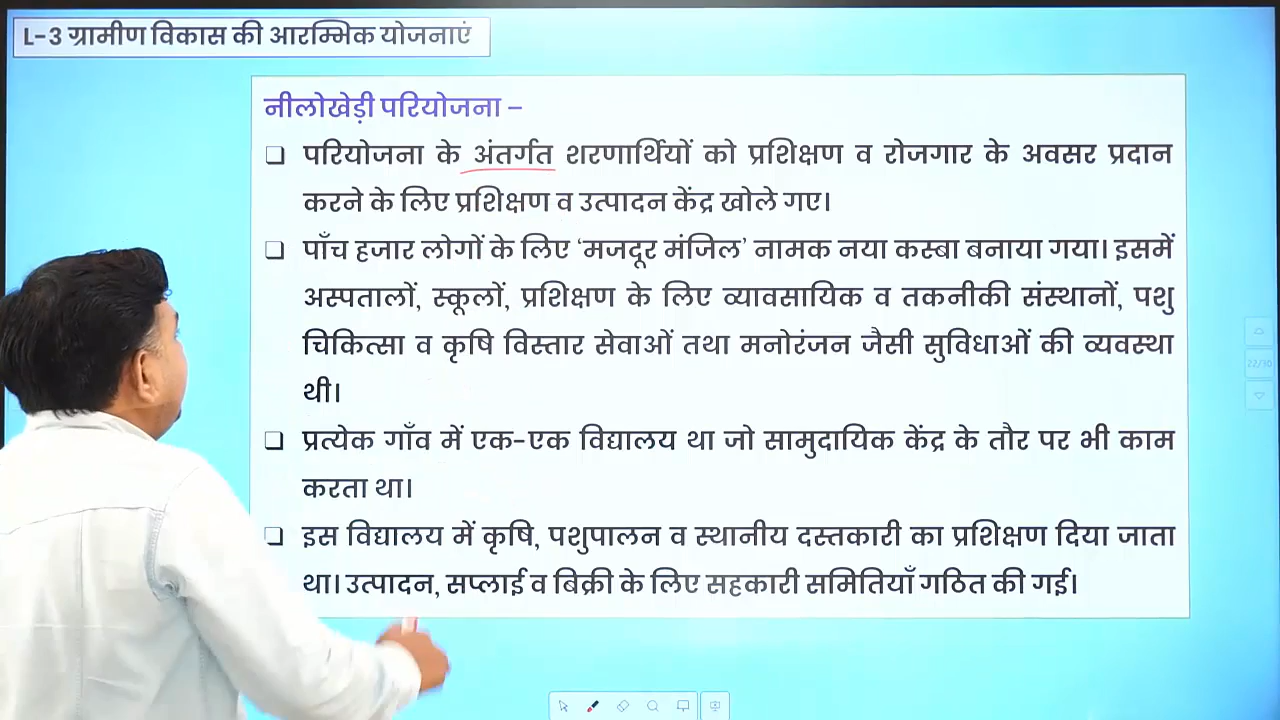 L-3 ग्रामीण विकास की आरम्भिक योजनाएं
नीलोखेड़ी परियोजना –
❑ परियोजना के अंतर्गत शरणार्थियों को प्रशिक्षण व रोजगार के अवसर प्रदान
करने के लिए प्रशिक्षण व उत्पादन केंद्र खोले गए।
❑ पाँच हजार लोगों के लिए ‘मजदूर मंजिल’ नामक नया कस्बा बनाया गया। इसमें
अस्पतालों, स्कूलों, प्रशिक्षण के लिए व्यावसायिक व तकनीकी संस्थानों, पशु
चिकित्सा व कृषि विस्तार सेवाओं तथा मनोरंजन जैसी सुविधाओं की व्यवस्था
थी।
❑ प्रत्येक गाँव में एक-एक विद्यालय था जो सामुदायिक केंद्र के तौर पर भी काम
करता था।
❑ इस विद्यालय में कृषि, पशुपालन व स्थानीय दस्तकारी का प्रशिक्षण दिया जाता
था। उत्पादन, सप्लाई व बिक्री के लिए सहकारी समितियाँ गठित की गई।
22/30